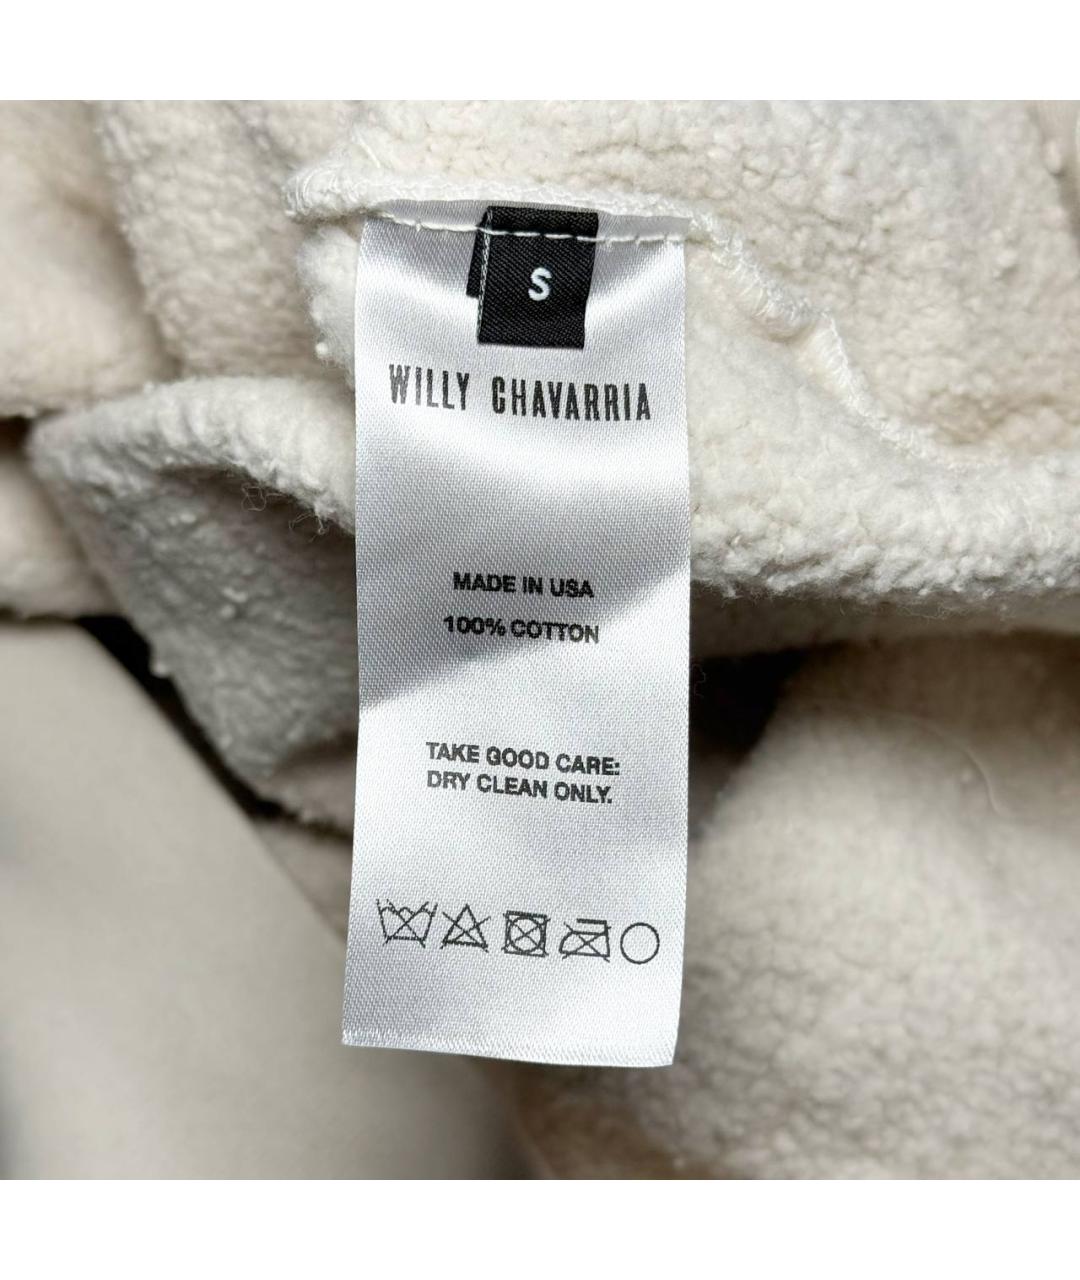 S
WILLY CHAVARRIA
MADE IN USA
100% COTTON
TAKE GOOD CARE:
DRY CLEAN ONLY.